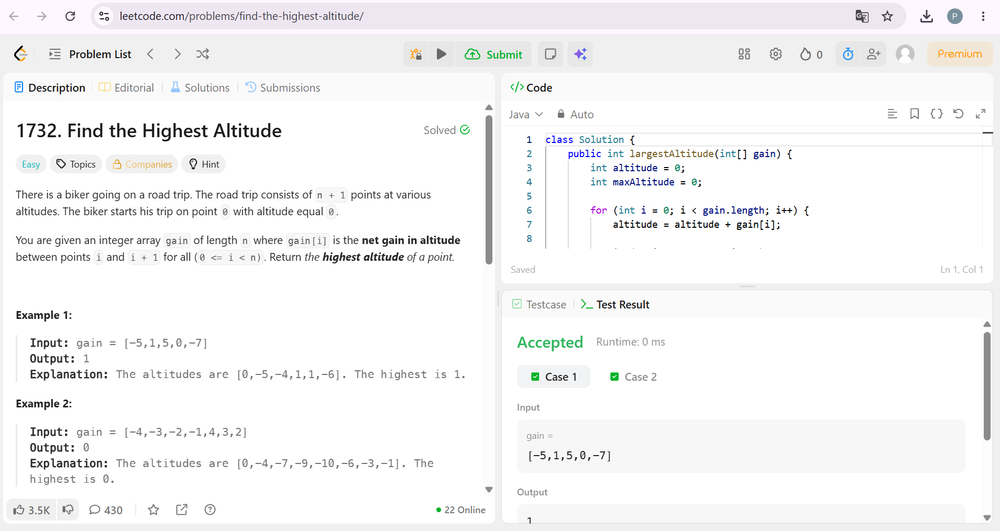 leetcode.com/problems/find-the-highest-altitude/
P
Problem List
Submit
0
Premium
Description
Editorial
Solutions
Submissions
1732. Find the Highest Altitude
Solved
Easy
Topics
Companies
Hint
There is a biker going on a road trip. The road trip consists of n + 1 points at various
altitudes. The biker starts his trip on point 0 with altitude equal 0.
You are given an integer array gain of length n where gain[i] is the net gain in altitude
between points i and i + 1 for all (0 <= i < n). Return the highest altitude of a point.
Example 1:
Input: gain = [-5,1,5,0,-7]
Output: 1
Explanation: The altitudes are [0,-5,-4,1,1,-6]. The highest is 1.
Example 2:
Input: gain = [-4,-3,-2,-1,4,3,2]
Output: 0
Explanation: The altitudes are [0,-4,-7,-9,-10,-6,-3,-1]. The
highest is 0.
3.5K
430
22 Online
Code
Java
Auto
1 class Solution {
2 public int largestAltitude(int[] gain) {
3 int altitude = 0;
4 int maxAltitude = 0;
5
6 for (int i = 0; i < gain.length; i++) {
7 altitude = altitude + gain[i];
8
Saved
Ln 1, Col 1
Testcase
Test Result
Accepted
Runtime: 0 ms
Case 1
Case 2
Input
gain =
[-5,1,5,0,-7]
Output
1